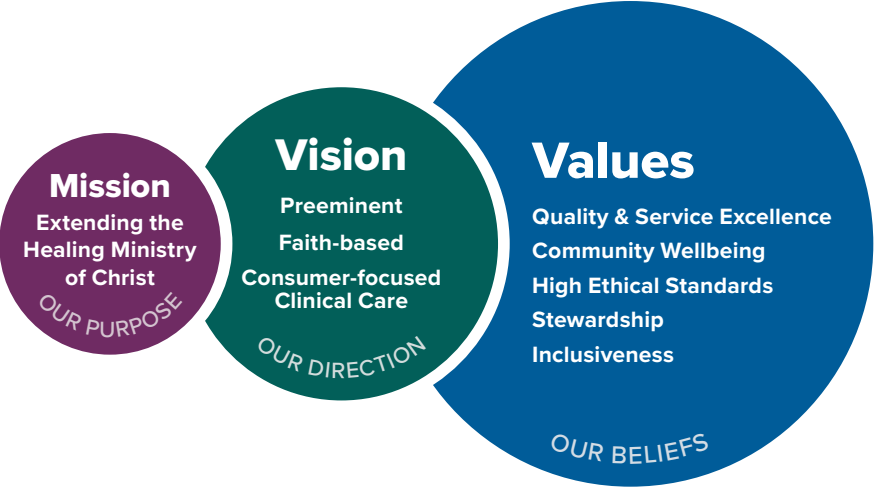 Mission
Extending the
Healing Ministry
of Christ
OUR PURPOSE
Vision
Preeminent
Faith-based
Consumer-focused
Clinical Care
OUR DIRECTION
Values
Quality & Service Excellence
Community Wellbeing
High Ethical Standards
Stewardship
Inclusiveness
OUR BELIEFS